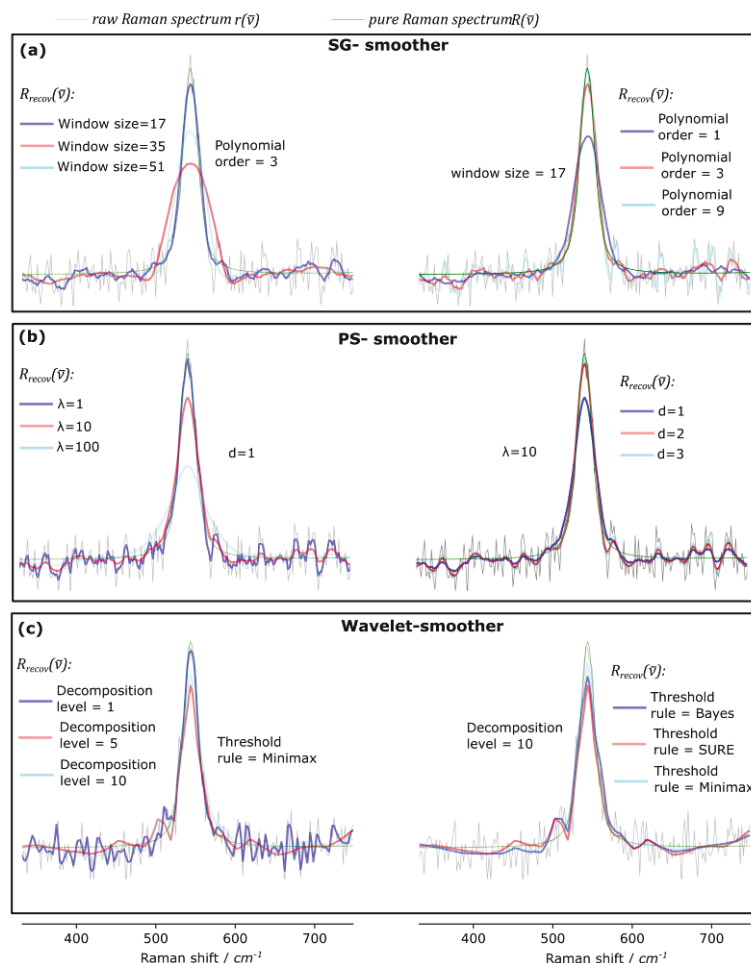 raw Raman spectrum r(ν̄)
pure Raman spectrumR(ν̄)
(a)
SG- smoother
R_recov(ν̄):
Window size=17
Window size=35
Window size=51
Polynomial
order = 3
window size = 17
R_recov(ν̄):
Polynomial
order = 1
Polynomial
order = 3
Polynomial
order = 9
(b)
PS- smoother
R_recov(ν̄):
λ=1
λ=10
λ=100
d=1
λ=10
R_recov(ν̄):
d=1
d=2
d=3
(c)
Wavelet-smoother
R_recov(ν̄):
Decomposition
level = 1
Decomposition
level = 5
Decomposition
level = 10
Threshold
rule = Minimax
Decomposition
level = 10
R_recov(ν̄):
Threshold
rule = Bayes
Threshold
rule = SURE
Threshold
rule = Minimax
400 500 600 700
Raman shift / cm⁻¹
400 500 600 700
Raman shift / cm⁻¹